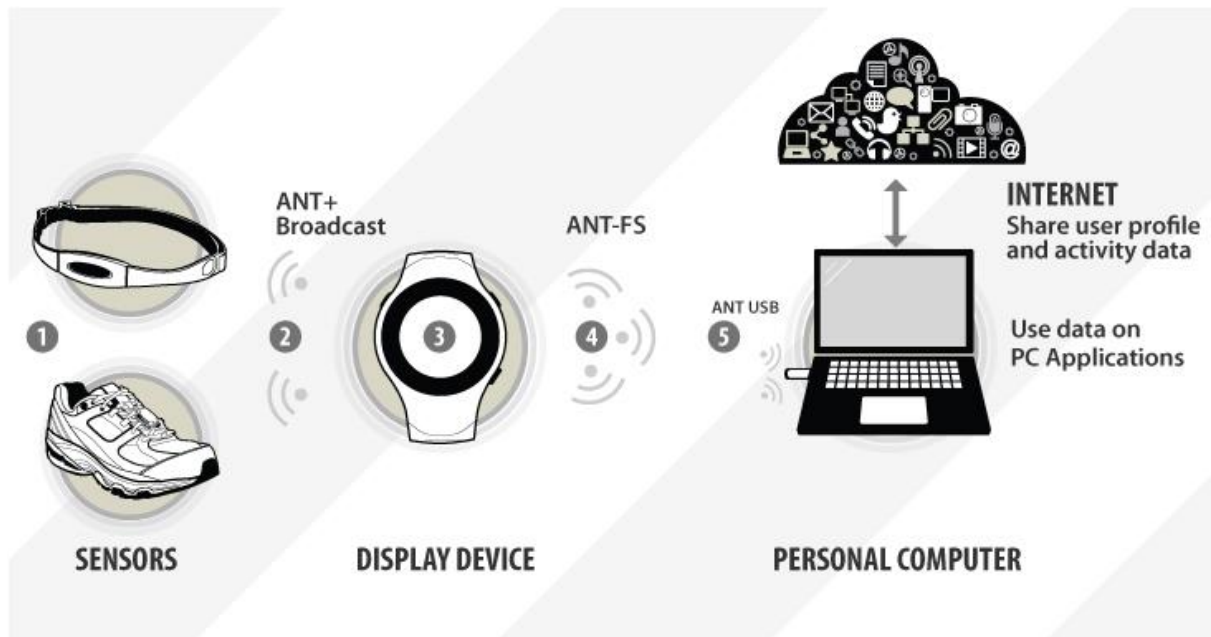 INTERNET
Share user profile
and activity data
ANT+
Broadcast
ANT-FS
ANT USB
1
2
3
4
5
Use data on
PC Applications
SENSORS
DISPLAY DEVICE
PERSONAL COMPUTER
@